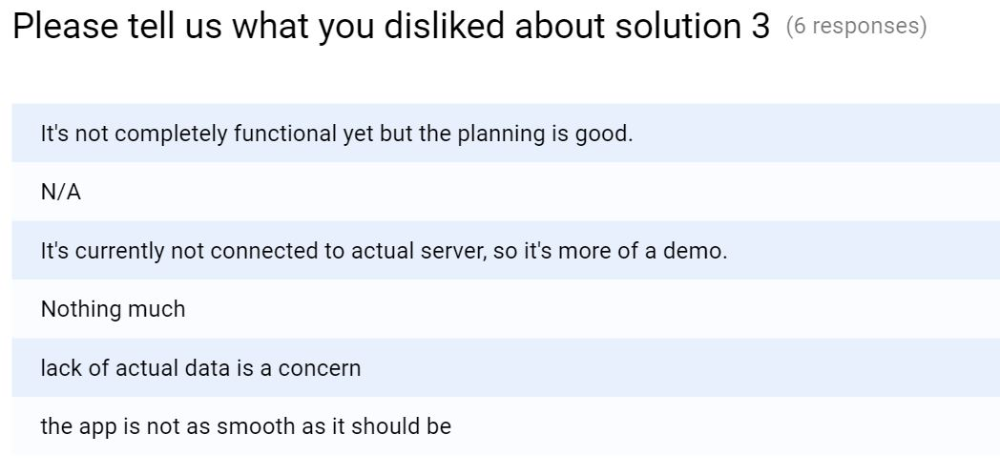 Please tell us what you disliked about solution 3 (6 responses)
It's not completely functional yet but the planning is good.
N/A
It's currently not connected to actual server, so it's more of a demo.
Nothing much
lack of actual data is a concern
the app is not as smooth as it should be